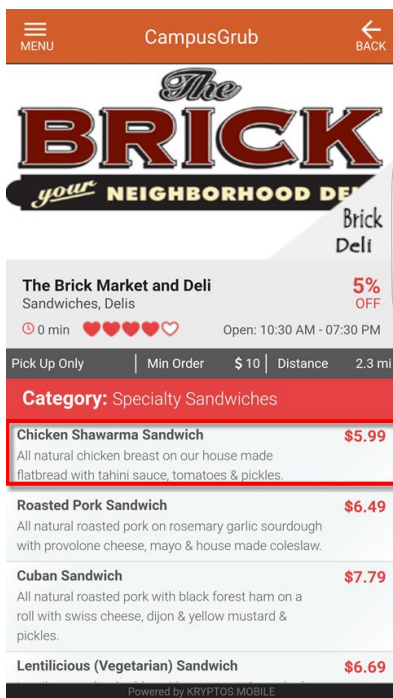 MENU
CampusGrub
BACK
The
BRICK
your NEIGHBORHOOD
Brick
Deli
The Brick Market and Deli
5%
Sandwiches, Delis
OFF
0 min
Open: 10:30 AM - 07:30 PM
Pick Up Only | Min Order $ 10 | Distance 2.3 mi
Category: Specialty Sandwiches
Chicken Shawarma Sandwich $5.99
All natural chicken breast on our house made
flatbread with tahini sauce, tomatoes & pickles.
Roasted Pork Sandwich $6.49
All natural roasted pork on rosemary garlic sourdough
with provolone cheese, mayo & house made coleslaw.
Cuban Sandwich $7.79
All natural roasted pork with black forest ham on a
roll with swiss cheese, dijon & yellow mustard &
pickles.
Lentilicious (Vegetarian) Sandwich $6.69
Powered by KRYPTOS MOBILE